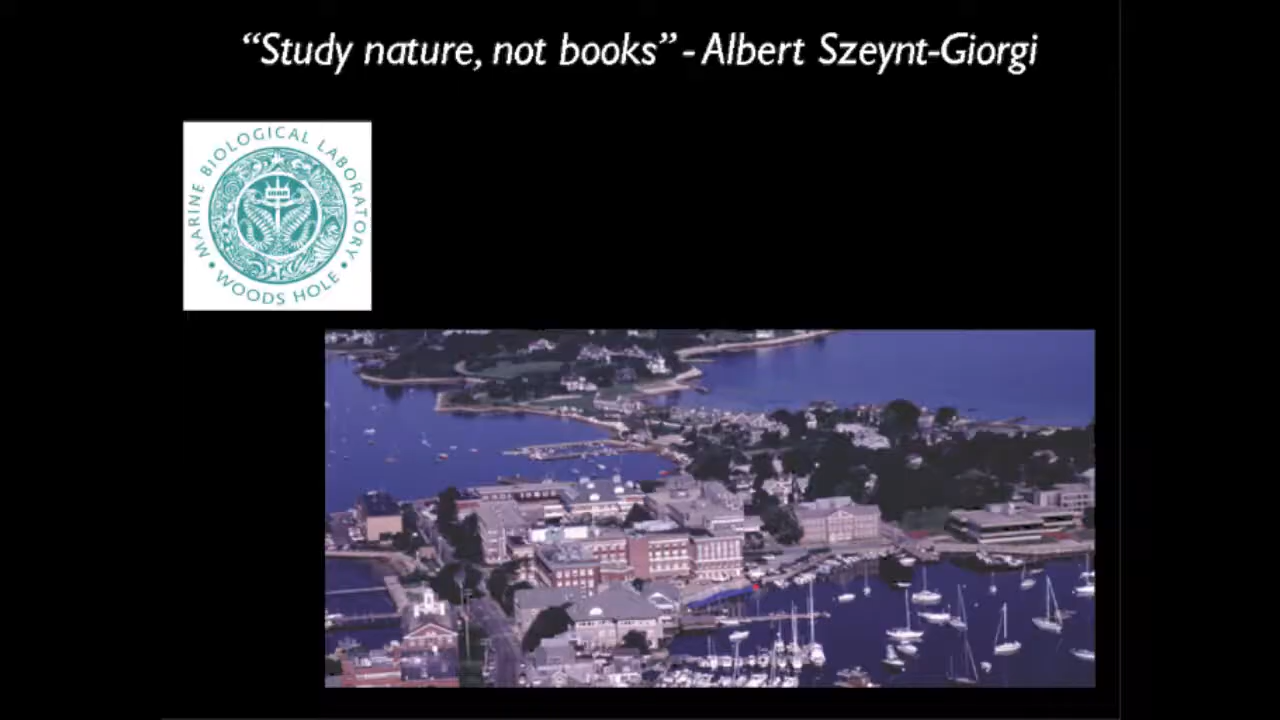 “Study nature, not books” - Albert Szeynt-Giorgi
MARINE BIOLOGICAL LABORATORY
• WOODS HOLE •